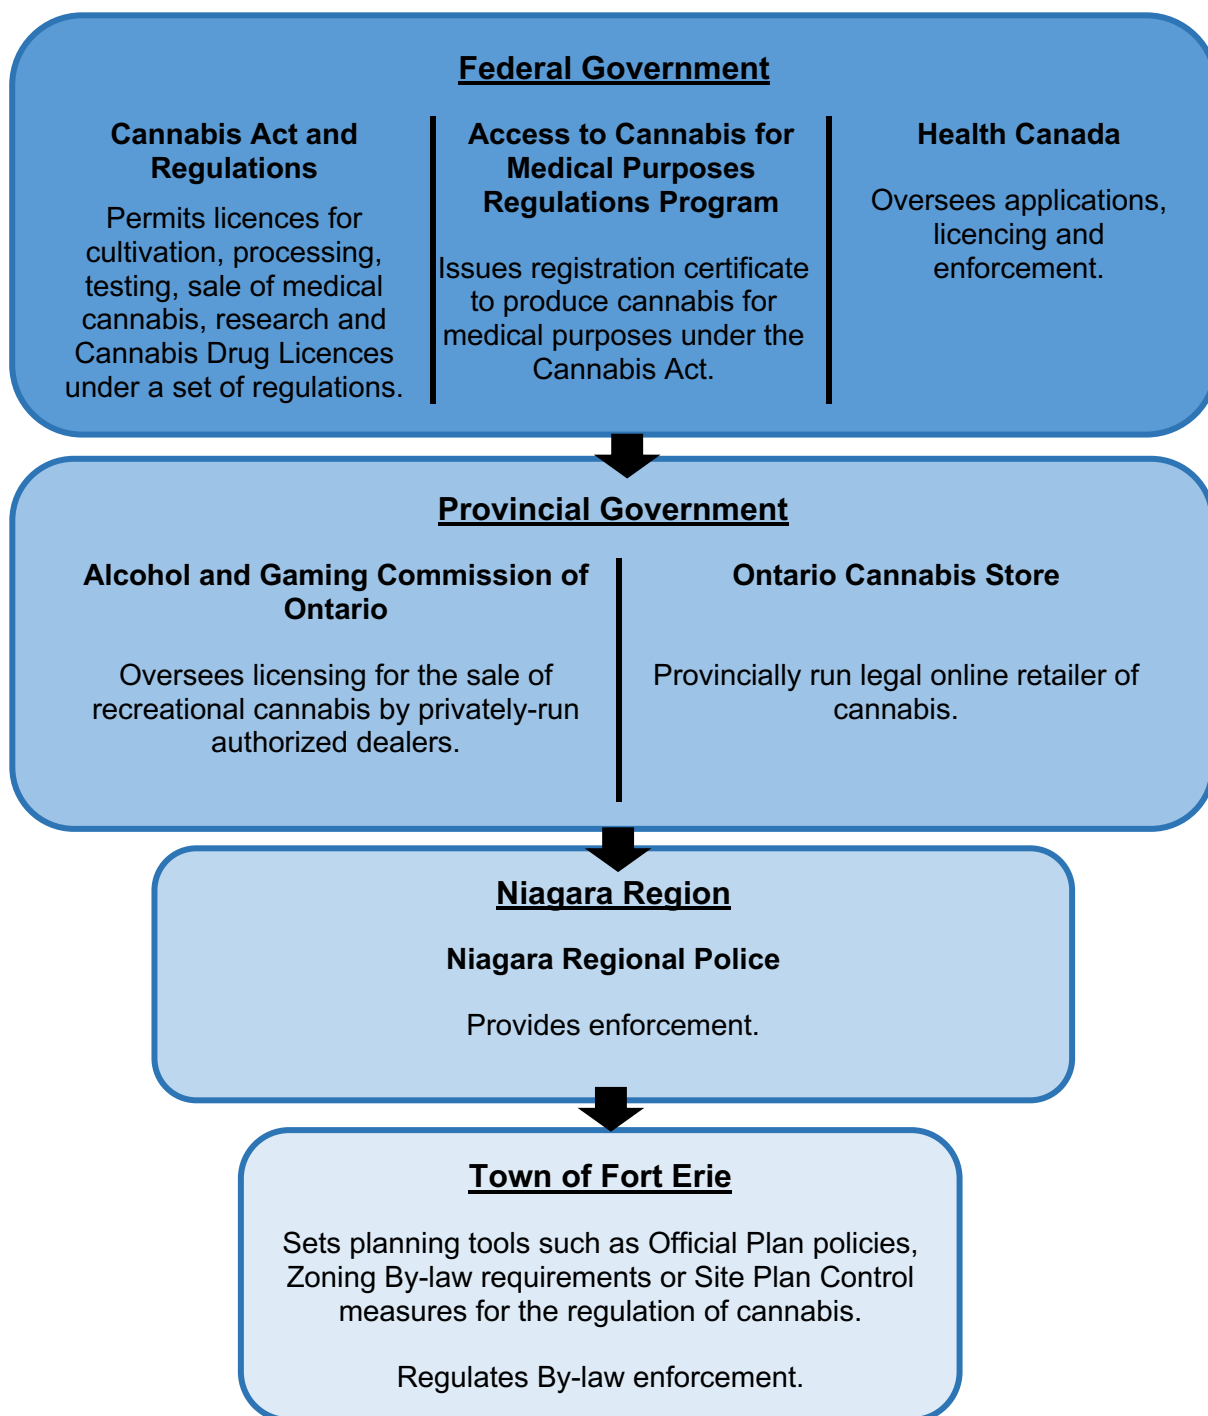 Federal Government
Cannabis Act and
Regulations
Permits licences for
cultivation, processing,
testing, sale of medical
cannabis, research and
Cannabis Drug Licences
under a set of regulations.
Access to Cannabis for
Medical Purposes
Regulations Program
Issues registration certificate
to produce cannabis for
medical purposes under the
Cannabis Act.
Health Canada
Oversees applications,
licencing and
enforcement.
Provincial Government
Alcohol and Gaming Commission of
Ontario
Oversees licensing for the sale of
recreational cannabis by privately-run
authorized dealers.
Ontario Cannabis Store
Provincially run legal online retailer of
cannabis.
Niagara Region
Niagara Regional Police
Provides enforcement.
Town of Fort Erie
Sets planning tools such as Official Plan policies,
Zoning By-law requirements or Site Plan Control
measures for the regulation of cannabis.
Regulates By-law enforcement.